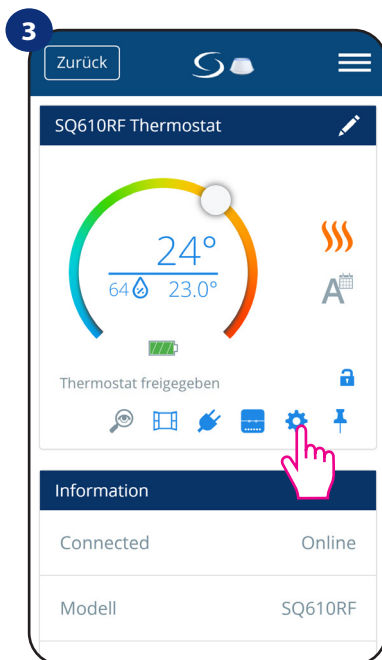 3
Zurück
SQ610RF Thermostat
24°
64 23.0°
A
Thermostat freigegeben
Information
Connected Online
Modell SQ610RF